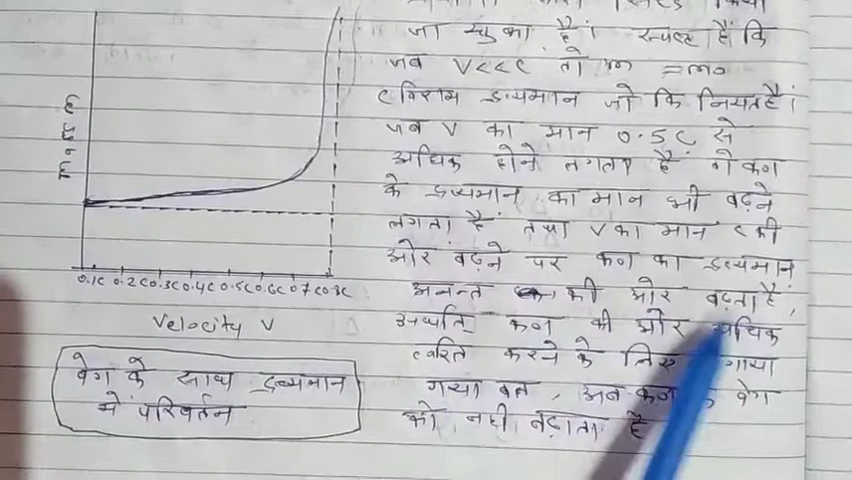 जा चुका है। स्पष्ट हैं कि
जब V<<c तो m = m₀
(विराम द्रव्यमान जो कि नियत है।
जब V का मान 0.5C से
अधिक होने लगता है तो कण
के द्रव्यमान का मान भी बढ़ने
लगता है तथा V का मान c की
ओर बढ़ने पर कण का द्रव्यमान
अनन्त की ओर बढ़ता है,
अर्थात कण की ओर अधिक
त्वरित करने के लिए गाया
गया बल, अब कण वेग
को नही बढ़ाता है
0.1C 0.2C 0.3C 0.4C 0.5C 0.6C 0.7C 0.8C
Velocity V
वेग के साथ द्रव्यमान
में परिवर्तन